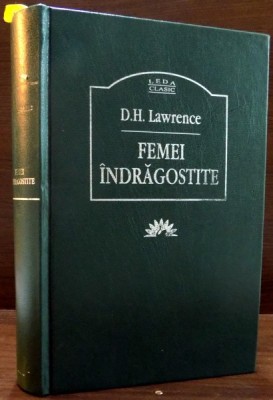 LEDA
CLASIC
D.H. Lawrence
FEMEI
ÎNDRĂGOSTITE